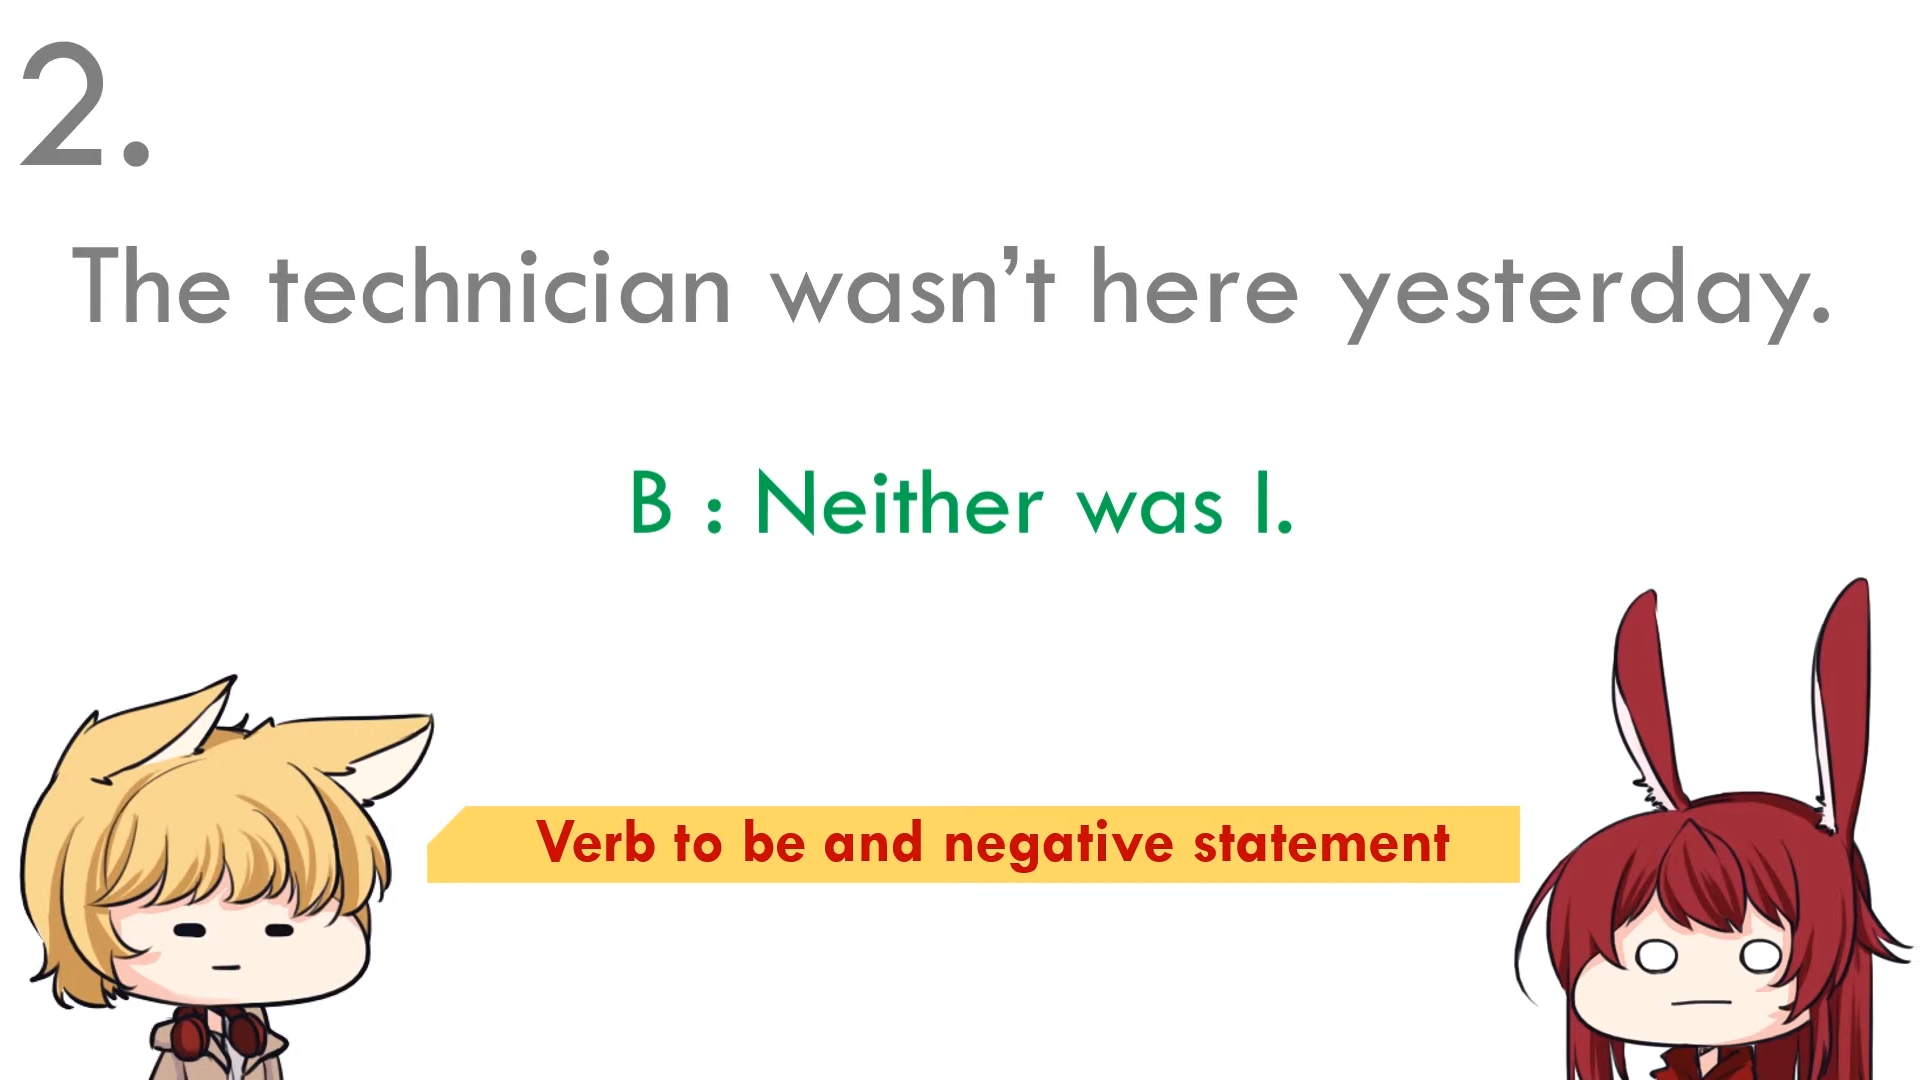 2.
The technician wasn’t here yesterday.
B : Neither was I.
Verb to be and negative statement